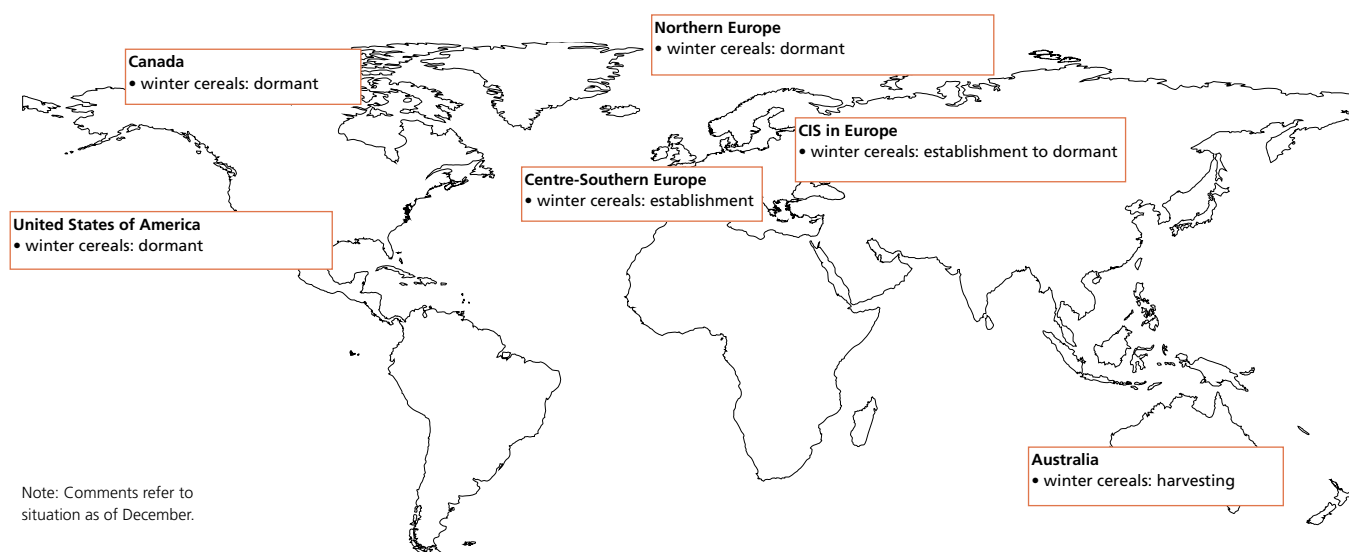 Northern Europe
• winter cereals: dormant
Canada
• winter cereals: dormant
CIS in Europe
• winter cereals: establishment to dormant
Centre-Southern Europe
• winter cereals: establishment
United States of America
• winter cereals: dormant
Australia
• winter cereals: harvesting
Note: Comments refer to
situation as of December.